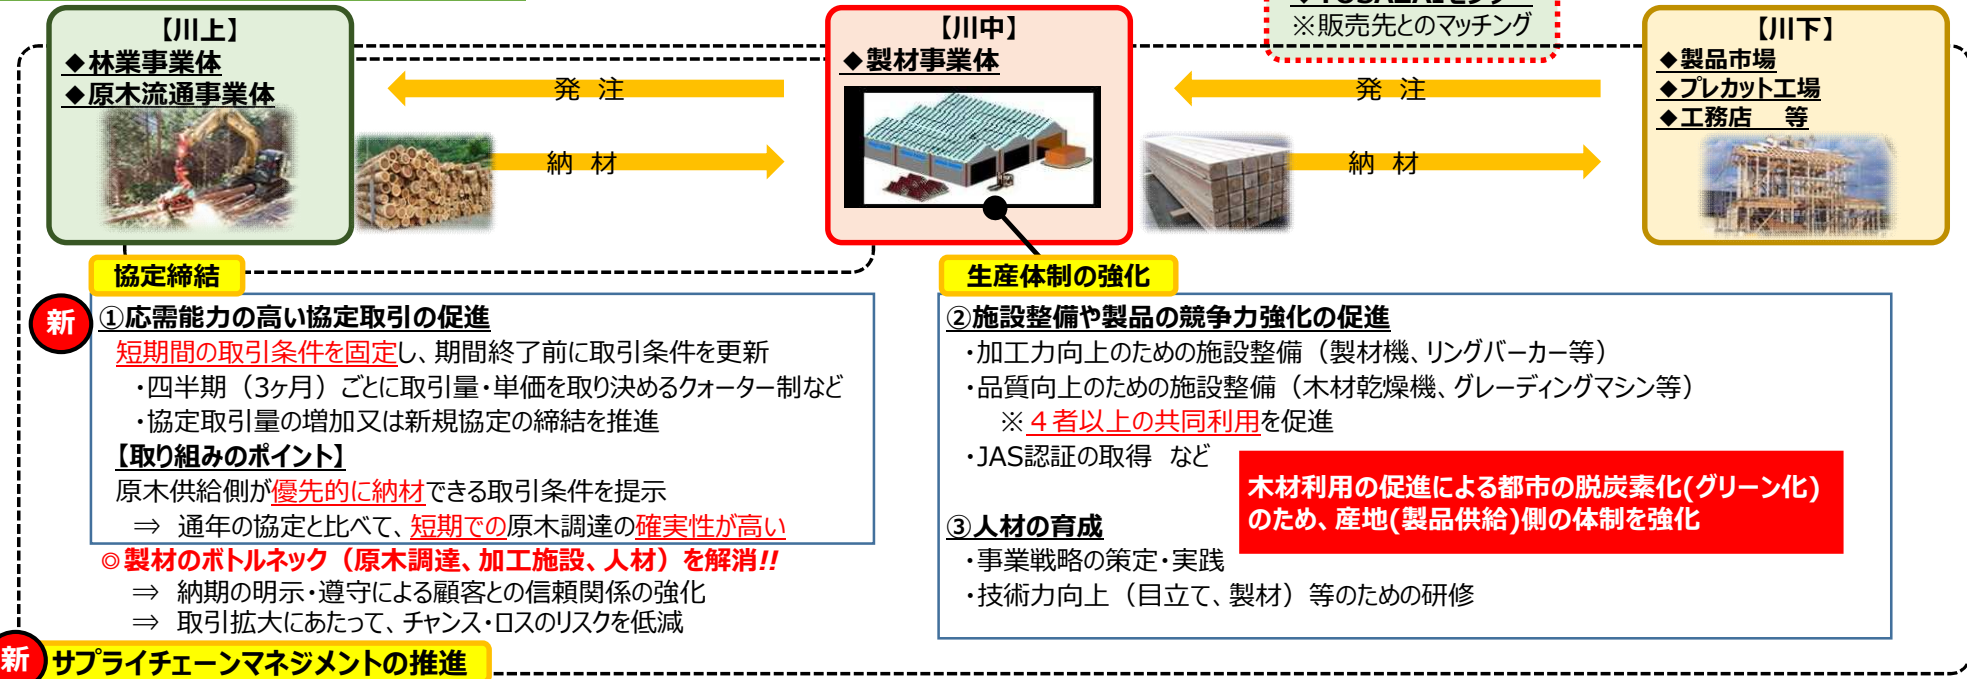 ※販売先とのマッチング
【川上】
◆林業事業体
◆原木流通事業体
発 注
納 材
【川中】
◆製材事業体
発 注
納 材
【川下】
◆製品市場
◆プレカット工場
◆工務店 等
協定締結
新
①応需能力の高い協定取引の促進
短期間の取引条件を固定し、期間終了前に取引条件を更新
・四半期（3ヶ月）ごとに取引量・単価を取り決めるクォーター制など
・協定取引量の増加又は新規協定の締結を推進
【取り組みのポイント】
原木供給側が優先的に納材できる取引条件を提示
⇒ 通年の協定と比べて、短期での原木調達の確実性が高い
◎製材のボトルネック（原木調達、加工施設、人材）を解消!!
⇒ 納期の明示・遵守による顧客との信頼関係の強化
⇒ 取引拡大にあたって、チャンス・ロスのリスクを低減
生産体制の強化
②施設整備や製品の競争力強化の促進
・加工力向上のための施設整備（製材機、リングバーカー等）
・品質向上のための施設整備（木材乾燥機、グレーディングマシン等）
※４者以上の共同利用を促進
・JAS認証の取得 など
木材利用の促進による都市の脱炭素化(グリーン化)
のため、産地(製品供給)側の体制を強化
③人材の育成
・事業戦略の策定・実践
・技術力向上（目立て、製材）等のための研修
新
サプライチェーンマネジメントの推進